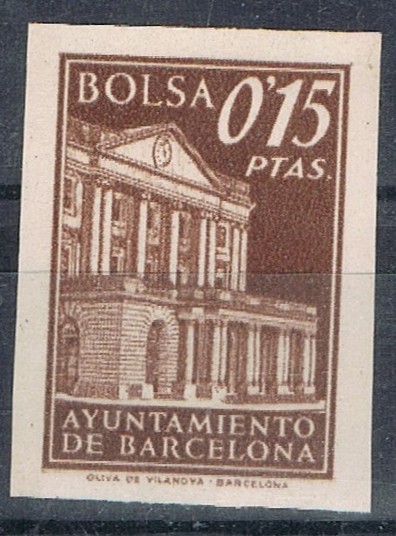 BOLSA 0'15
PTAS.
AYUNTAMIENTO
DE BARCELONA
OLIVA DE VILANOVA - BARCELONA